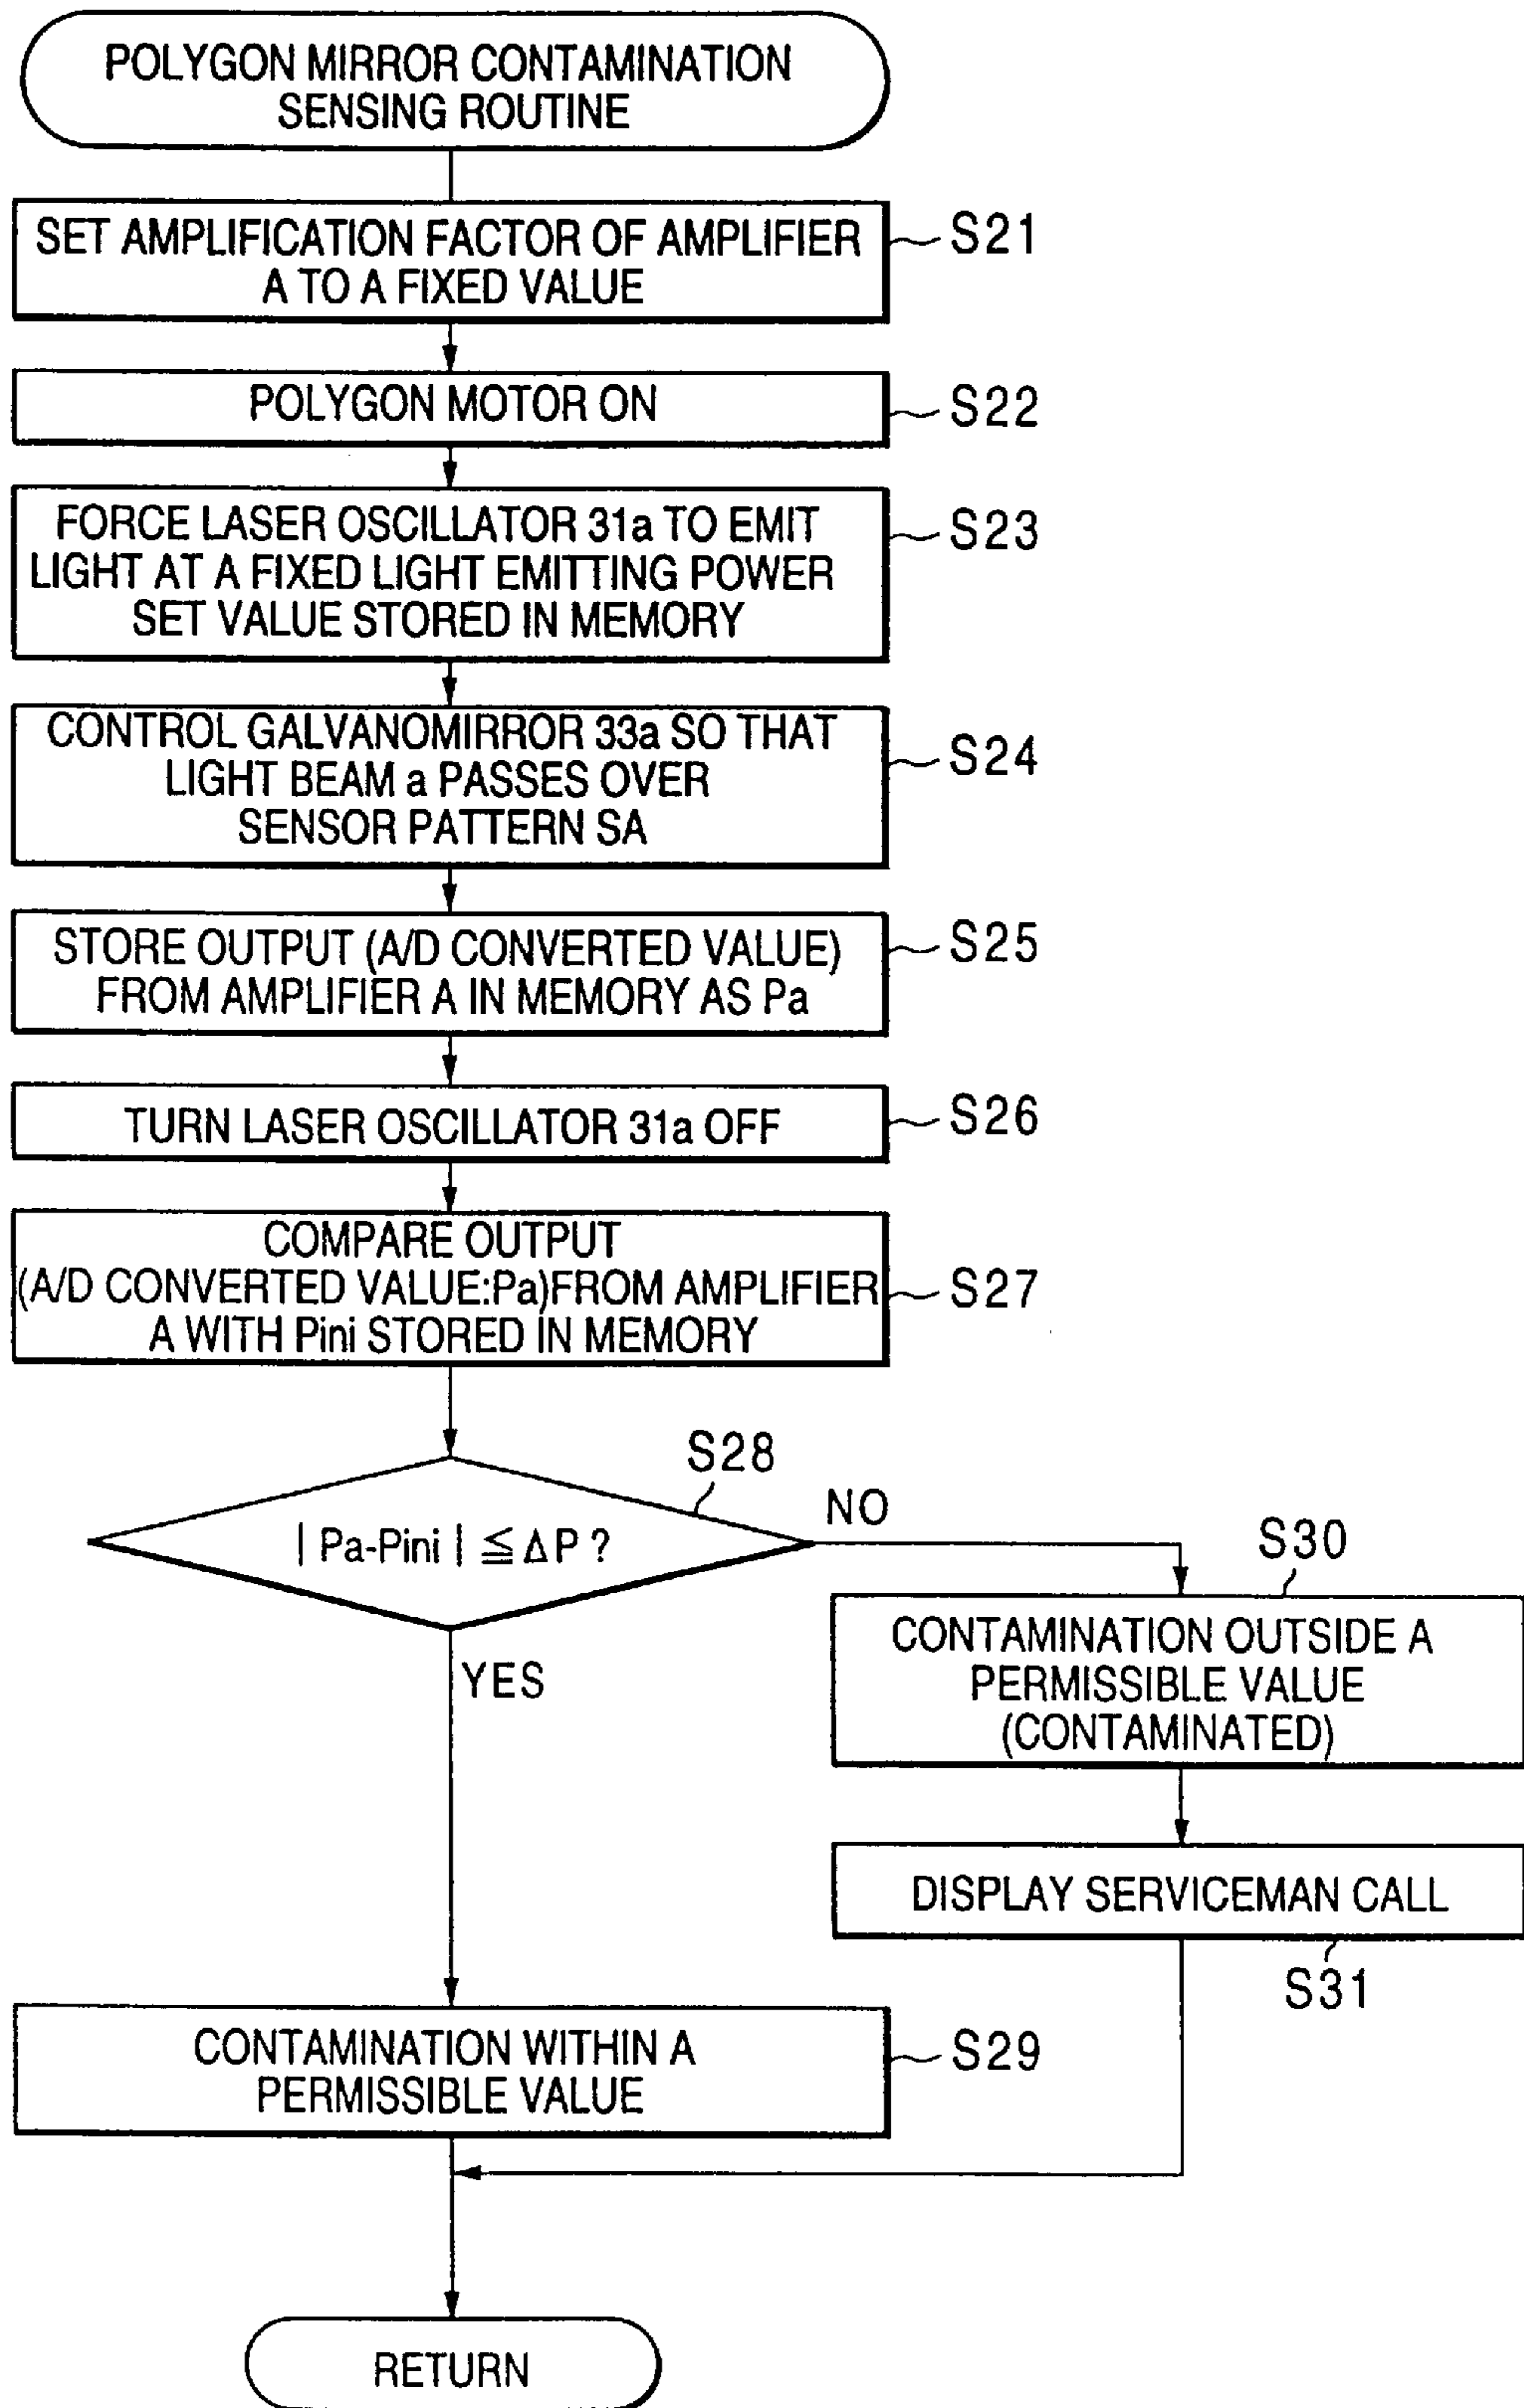 POLYGON MIRROR CONTAMINATION
SENSING ROUTINE
SET AMPLIFICATION FACTOR OF AMPLIFIER
A TO A FIXED VALUE
S21
POLYGON MOTOR ON
S22
FORCE LASER OSCILLATOR 31a TO EMIT
LIGHT AT A FIXED LIGHT EMITTING POWER
SET VALUE STORED IN MEMORY
S23
CONTROL GALVANOMIRROR 33a SO THAT
LIGHT BEAM a PASSES OVER
SENSOR PATTERN SA
S24
STORE OUTPUT (A/D CONVERTED VALUE)
FROM AMPLIFIER A IN MEMORY AS Pa
S25
TURN LASER OSCILLATOR 31a OFF
S26
COMPARE OUTPUT
(A/D CONVERTED VALUE:Pa)FROM AMPLIFIER
A WITH Pini STORED IN MEMORY
S27
S28
| Pa-Pini | ≦ ΔP ?
NO
YES
S30
CONTAMINATION OUTSIDE A
PERMISSIBLE VALUE
(CONTAMINATED)
DISPLAY SERVICEMAN CALL
S31
CONTAMINATION WITHIN A
PERMISSIBLE VALUE
S29
RETURN